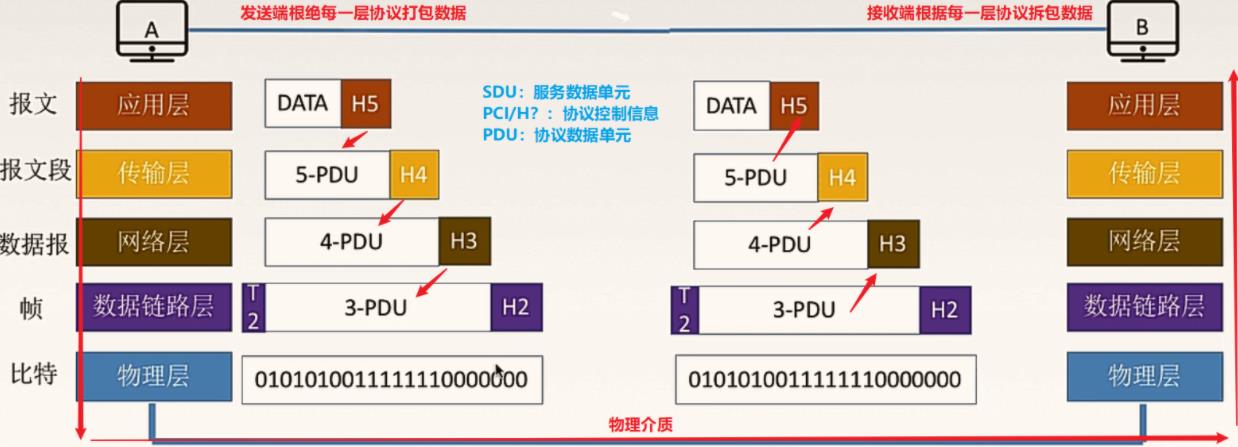 发送端根绝每一层协议打包数据
接收端根据每一层协议拆包数据
A
B
报文
应用层
DATA
H5
SDU：服务数据单元
PCI/H？：协议控制信息
PDU：协议数据单元
DATA
H5
应用层
报文段
传输层
5-PDU
H4
5-PDU
H4
传输层
数据报
网络层
4-PDU
H3
4-PDU
H3
网络层
帧
数据链路层
T2
3-PDU
H2
T2
3-PDU
H2
数据链路层
比特
物理层
0101010011111110000000
0101010011111110000000
物理层
物理介质